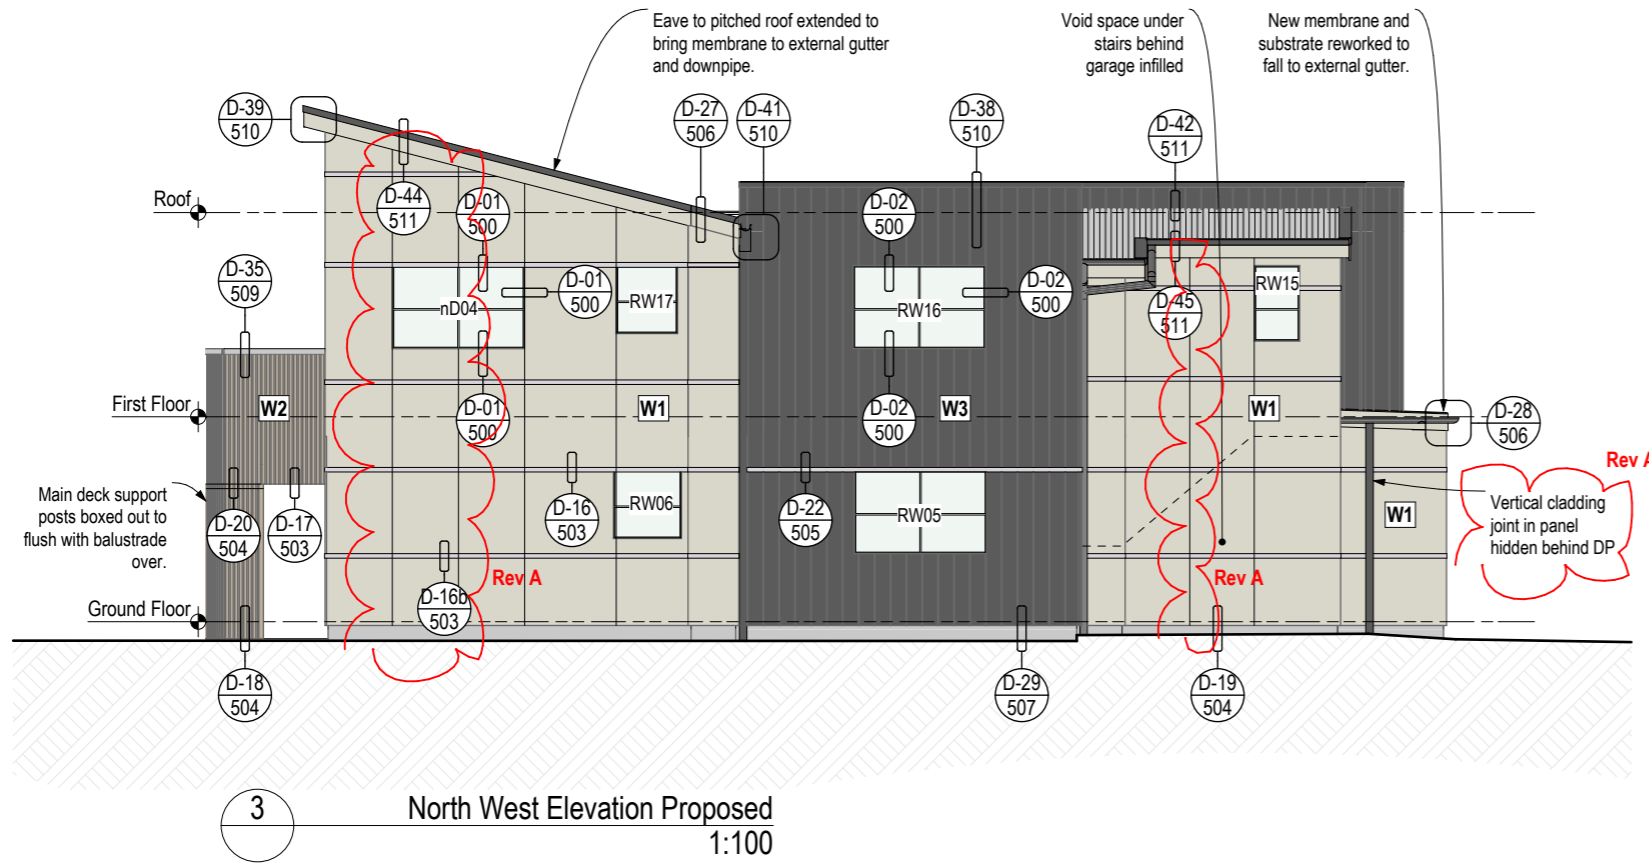 Eave to pitched roof extended to
bring membrane to external gutter
and downpipe.
Void space under
stairs behind
garage infilled
New membrane and
substrate reworked to
fall to external gutter.
D-39
510
D-27
506
D-41
510
D-38
510
D-42
511
Roof
D-44
511
D-01
500
D-02
500
D-35
509
D-01
500
nD04
RW17
RW16
D-02
500
D-45
511
RW15
First Floor
W2
D-01
500
W1
D-02
500
W3
W1
D-28
506
Rev A
Main deck support
posts boxed out to
flush with balustrade
over.
D-20
504
D-17
503
D-16
503
RW06
D-22
505
RW05
W1
Vertical cladding
joint in panel
hidden behind DP
Rev A
Rev A
Ground Floor
D-16b
503
D-18
504
D-29
507
D-19
504
3
North West Elevation Proposed
1:100